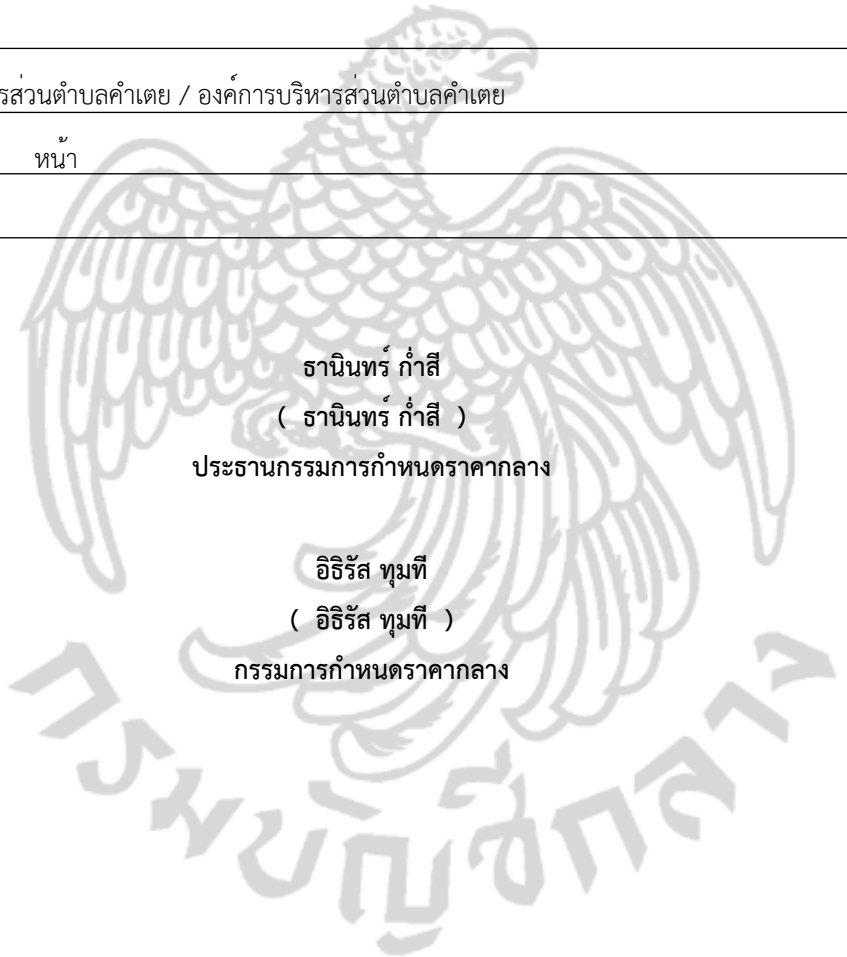 รส่วนตำบลคำเตย / องค์การบริหารส่วนตำบลคำเตย
หน้า
ธานินทร์ ก่ำสี
( ธานินทร์ ก่ำสี )
ประธานกรรมการกำหนดราคากลาง
อิธิรัส ทุมที
( อิธิรัส ทุมที )
กรรมการกำหนดราคากลาง
กรมบัญชีกลาง